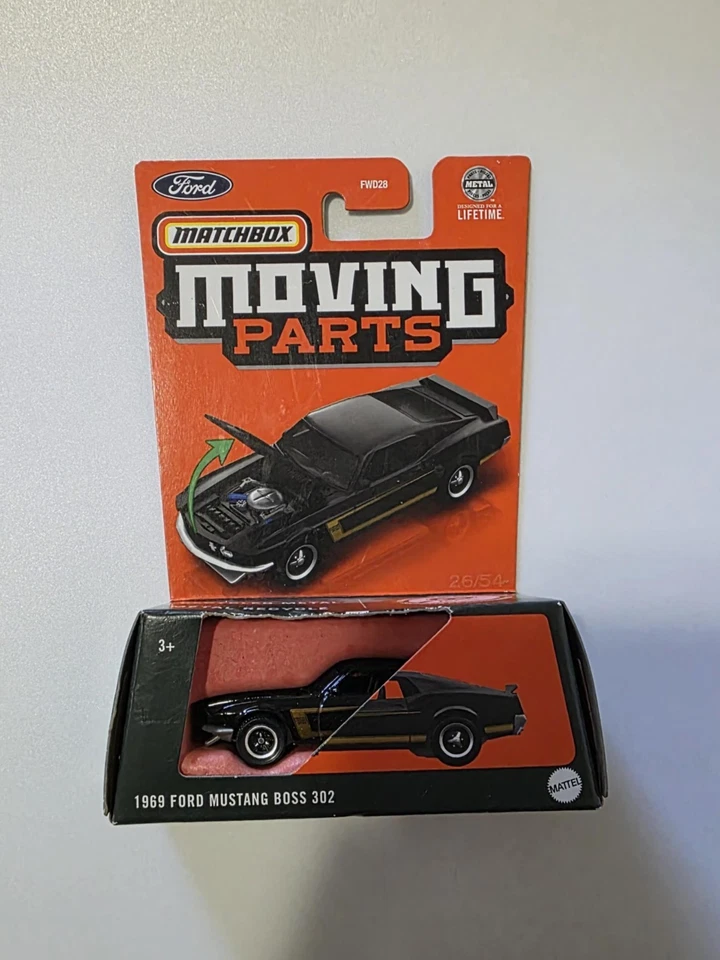 Ford
FWD28
METAL
DESIGNED FOR A
LIFETIME.
MATCHBOX
MOVING
PARTS
26/54
3+
1969 FORD MUSTANG BOSS 302
MATTEL